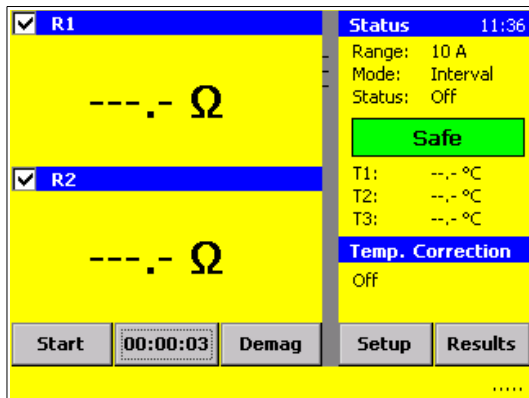 R1
---.- Ω
R2
---.- Ω
Status 11:36
Range: 10 A
Mode: Interval
Status: Off
Safe
T1: --.- °C
T2: --.- °C
T3: --.- °C
Temp. Correction
Off
Start 00:00:03 Demag Setup Results
.....